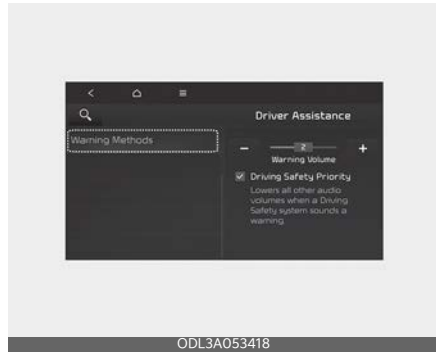 Driver Assistance
Warning Methods
2
Warning Volume
Driving Safety Priority
Lowers all other audio
volumes when a Driving
Safety system sounds a
warning.
ODL3A053418